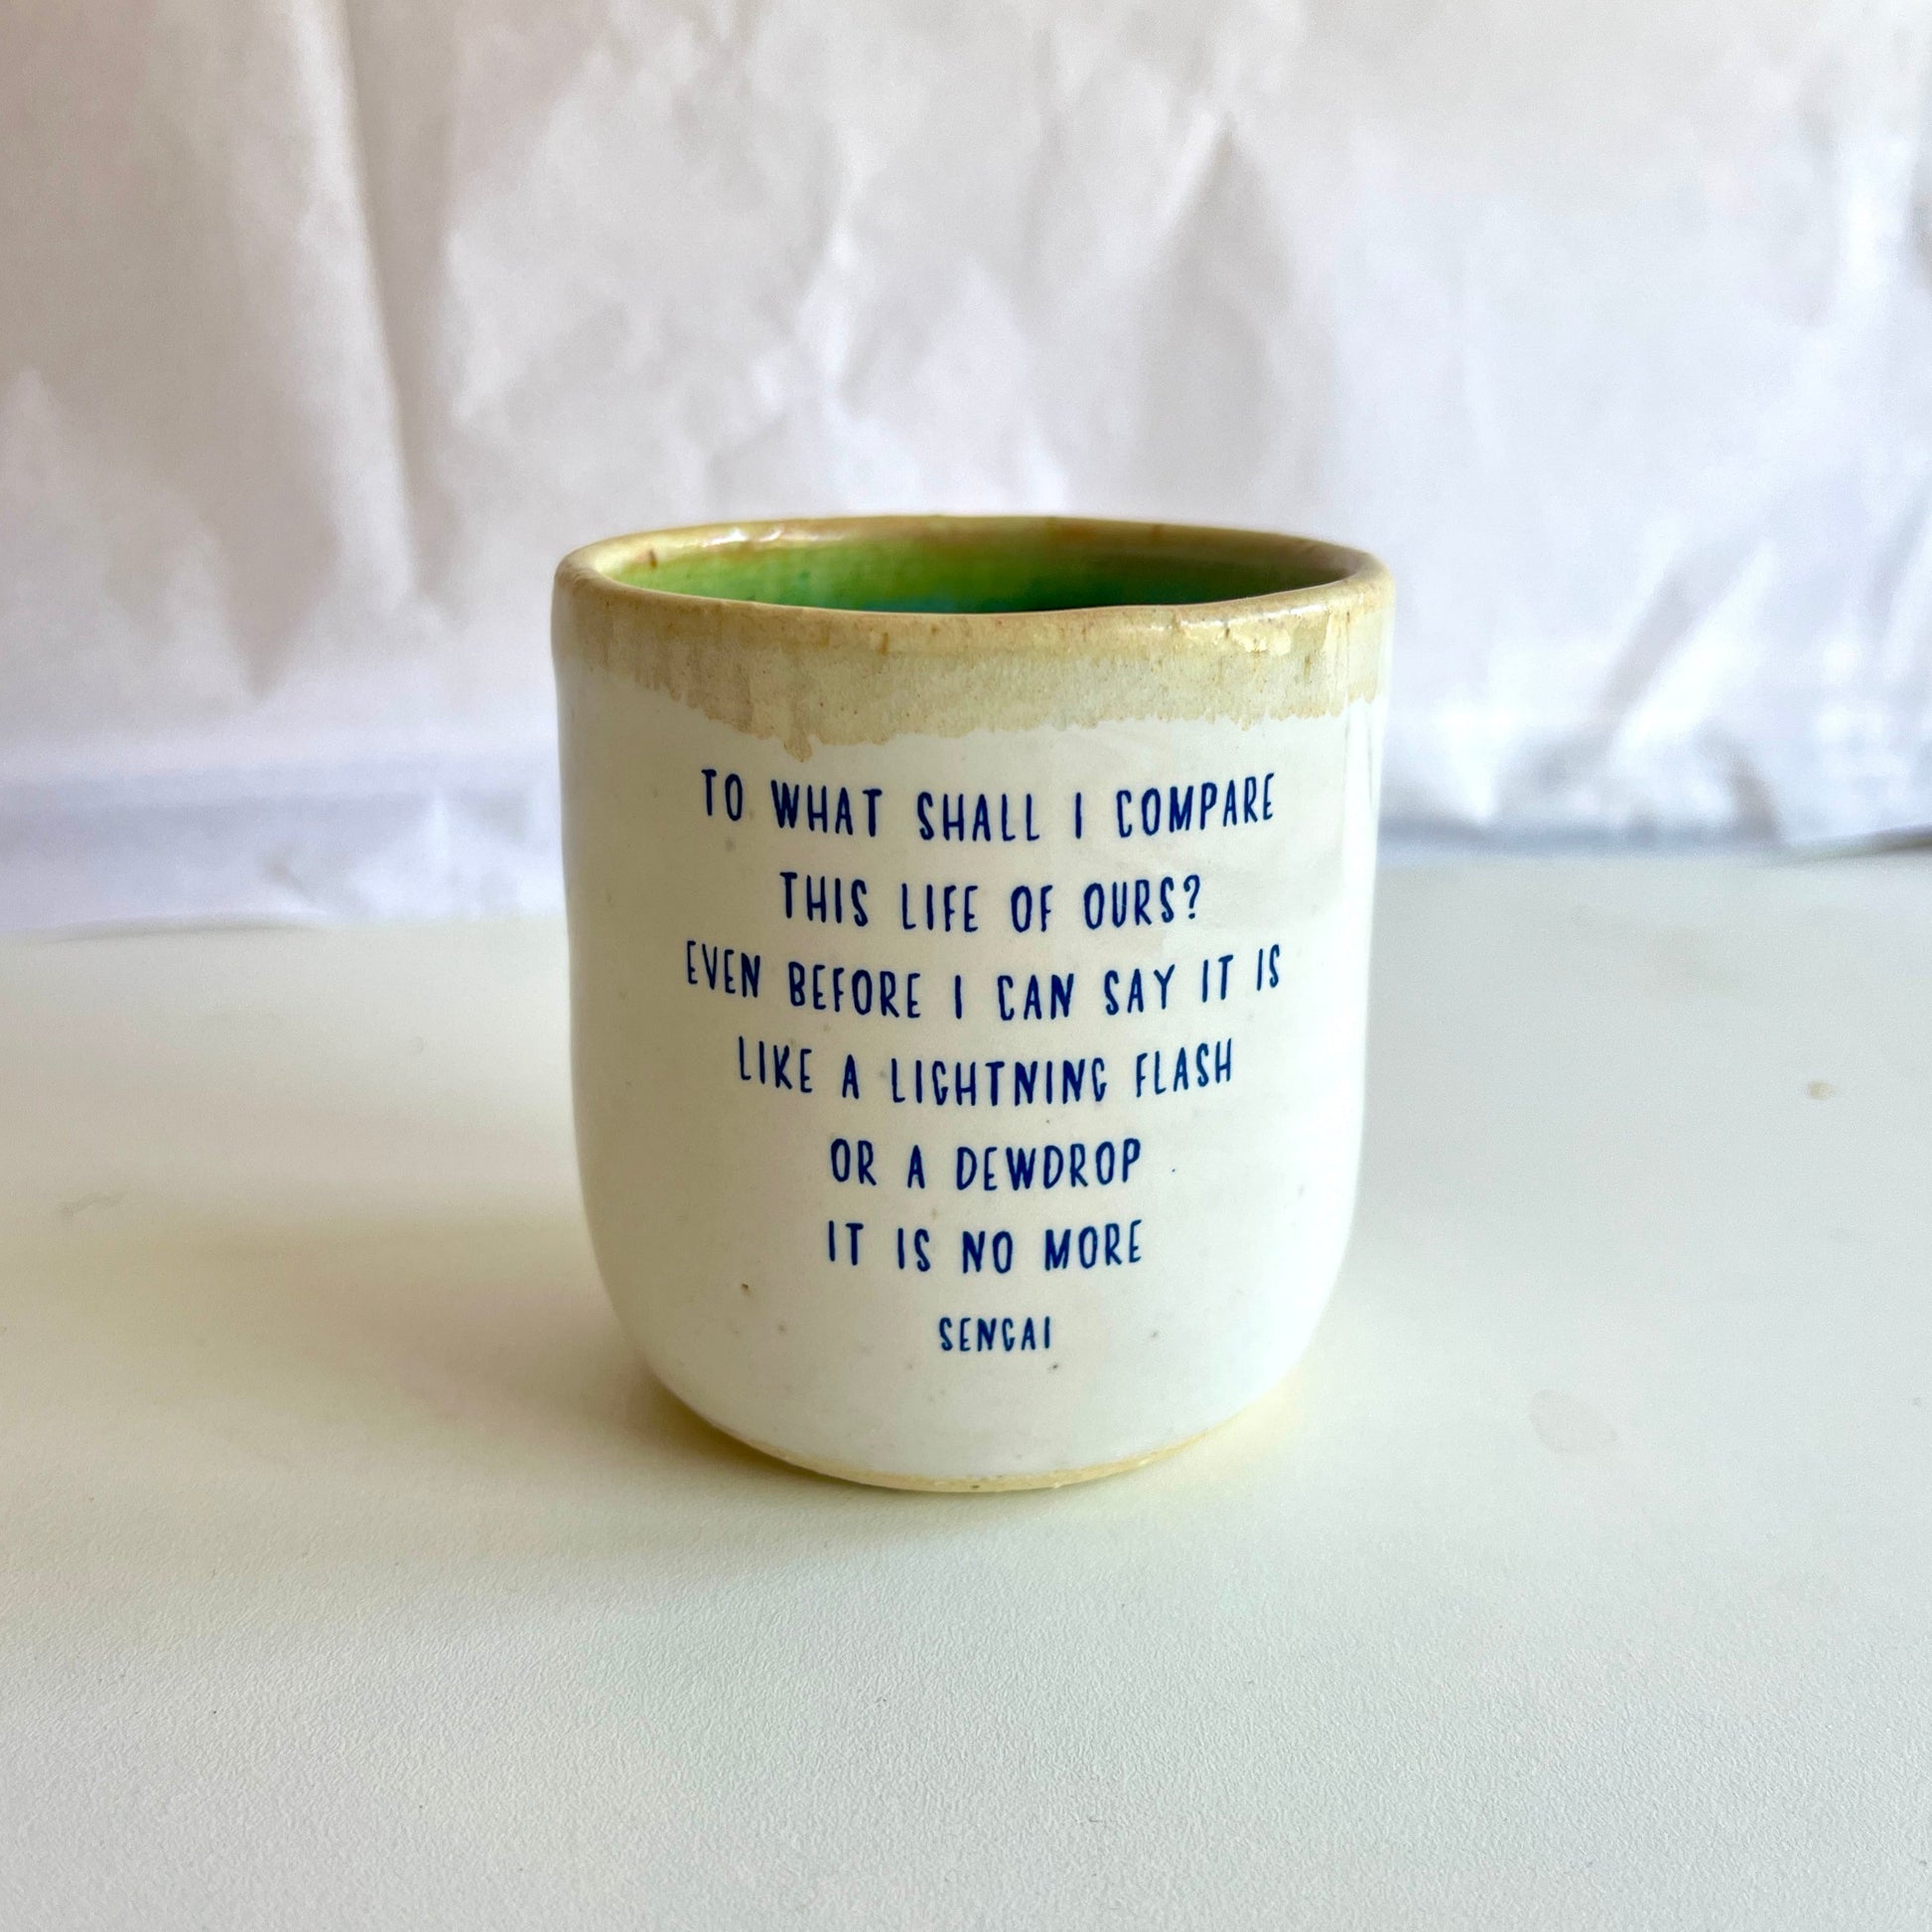 TO WHAT SHALL I COMPARE
THIS LIFE OF OURS?
EVEN BEFORE I CAN SAY IT IS
LIKE A LIGHTNING FLASH
OR A DEWDROP
IT IS NO MORE
SENGAI